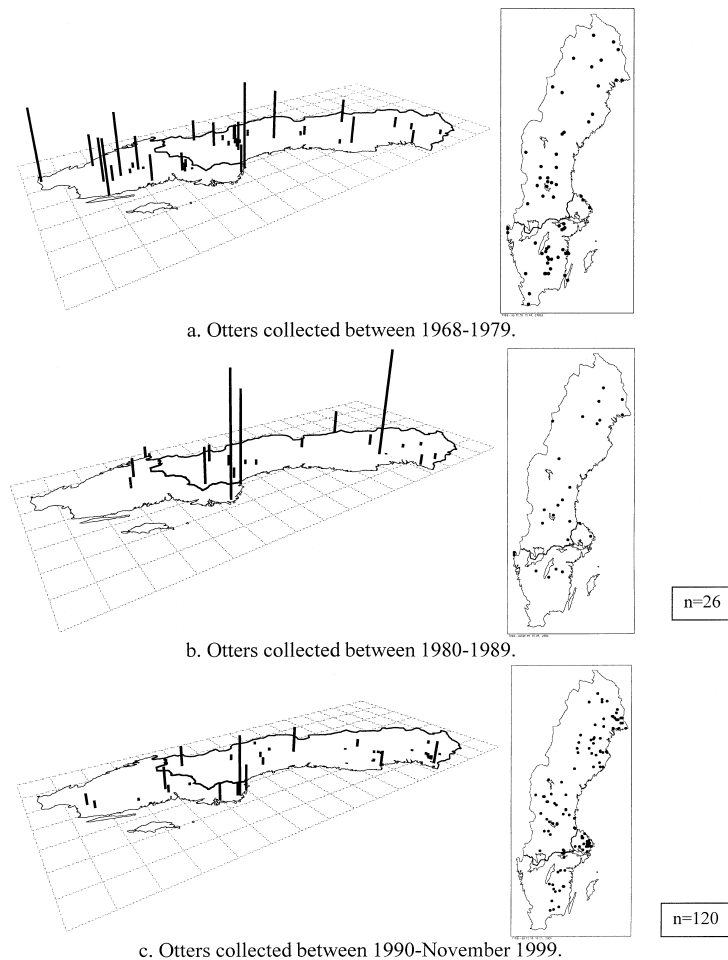 a. Otters collected between 1968-1979.
n=26
b. Otters collected between 1980-1989.
n=120
c. Otters collected between 1990-November 1999.